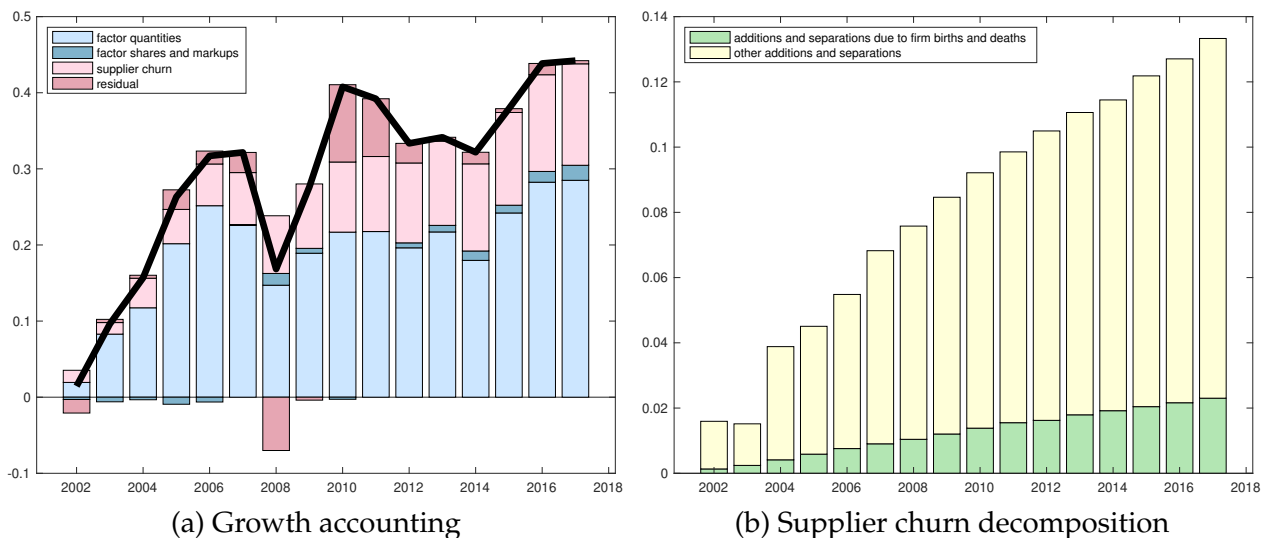 0.5
0.4
0.3
0.2
0.1
0
-0.1
factor quantities
factor shares and markups
supplier churn
residual
2002 2004 2006 2008 2010 2012 2014 2016 2018
(a) Growth accounting
0.14
0.12
0.1
0.08
0.06
0.04
0.02
0
additions and separations due to firm births and deaths
other additions and separations
2002 2004 2006 2008 2010 2012 2014 2016 2018
(b) Supplier churn decomposition